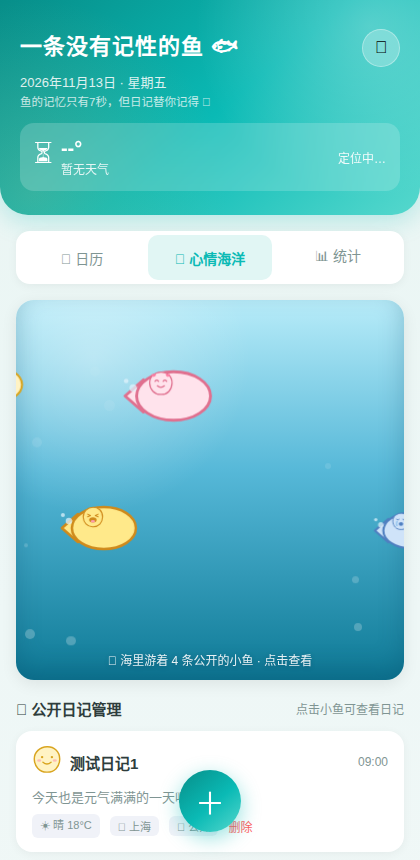 一条没有记性的鱼
2026年11月13日 · 星期五
鱼的记忆只有7秒，但日记替你记得
--°
暂无天气
定位中…
日历
心情海洋
统计
海里游着 4 条公开的小鱼 · 点击查看
公开日记管理
点击小鱼可查看日记
测试日记1
09:00
今天也是元气满满的一天
晴 18°C
上海
删除